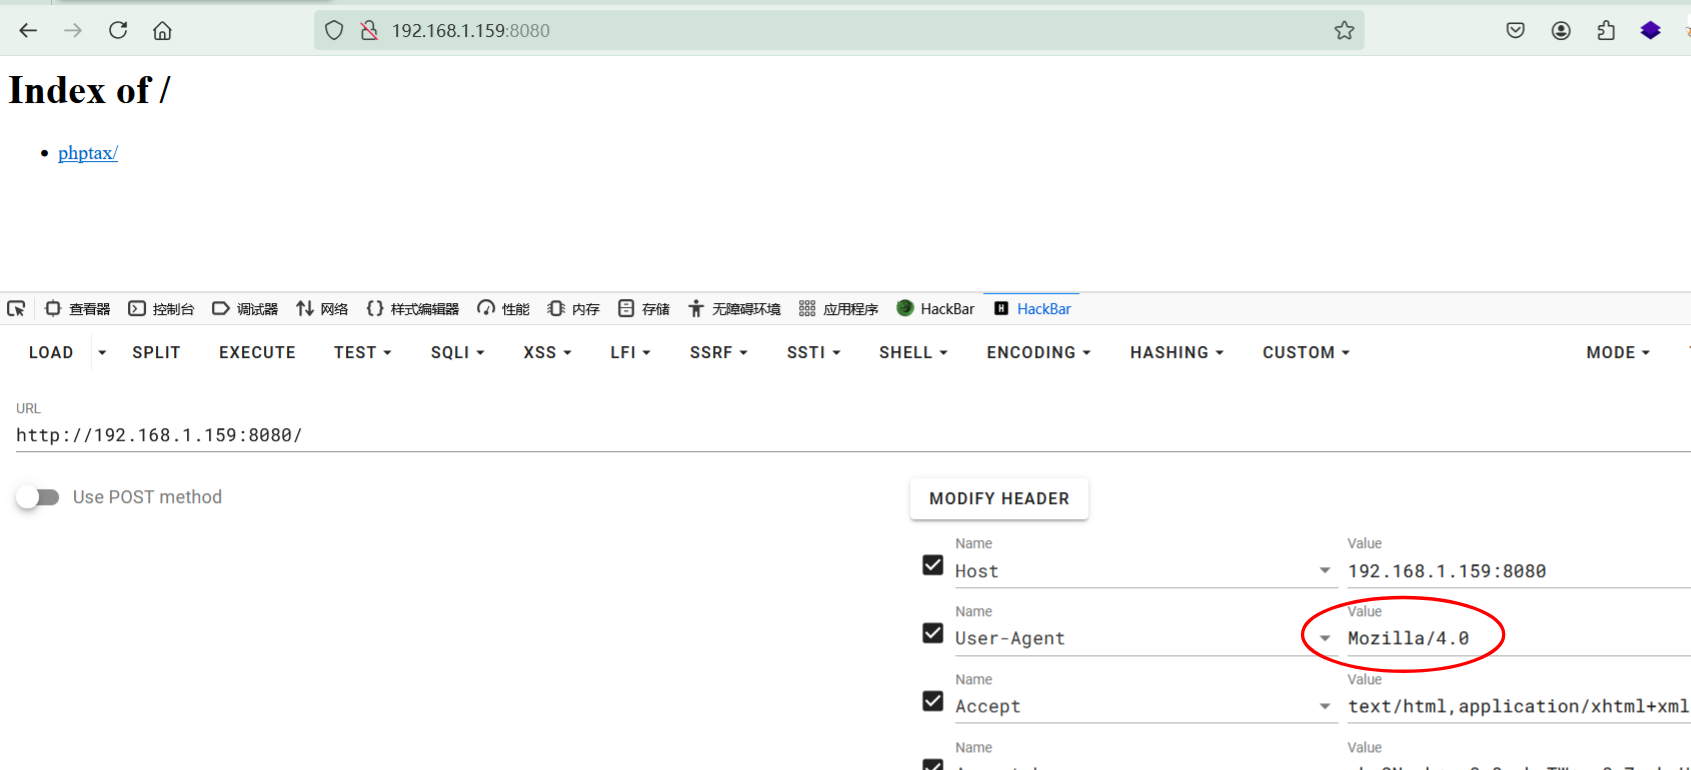 192.168.1.159:8080
Index of /
phptax/
查看器 控制台 调试器 网络 样式编辑器 性能 内存 存储 无障碍环境 应用程序 HackBar HackBar
LOAD SPLIT EXECUTE TEST SQLI XSS LFI SSRF SSTI SHELL ENCODING HASHING CUSTOM MODE
URL
http://192.168.1.159:8080/
Use POST method
MODIFY HEADER
Name Value
Host 192.168.1.159:8080
Name Value
User-Agent Mozilla/4.0
Name Value
Accept text/html,application/xhtml+xml
Name Value